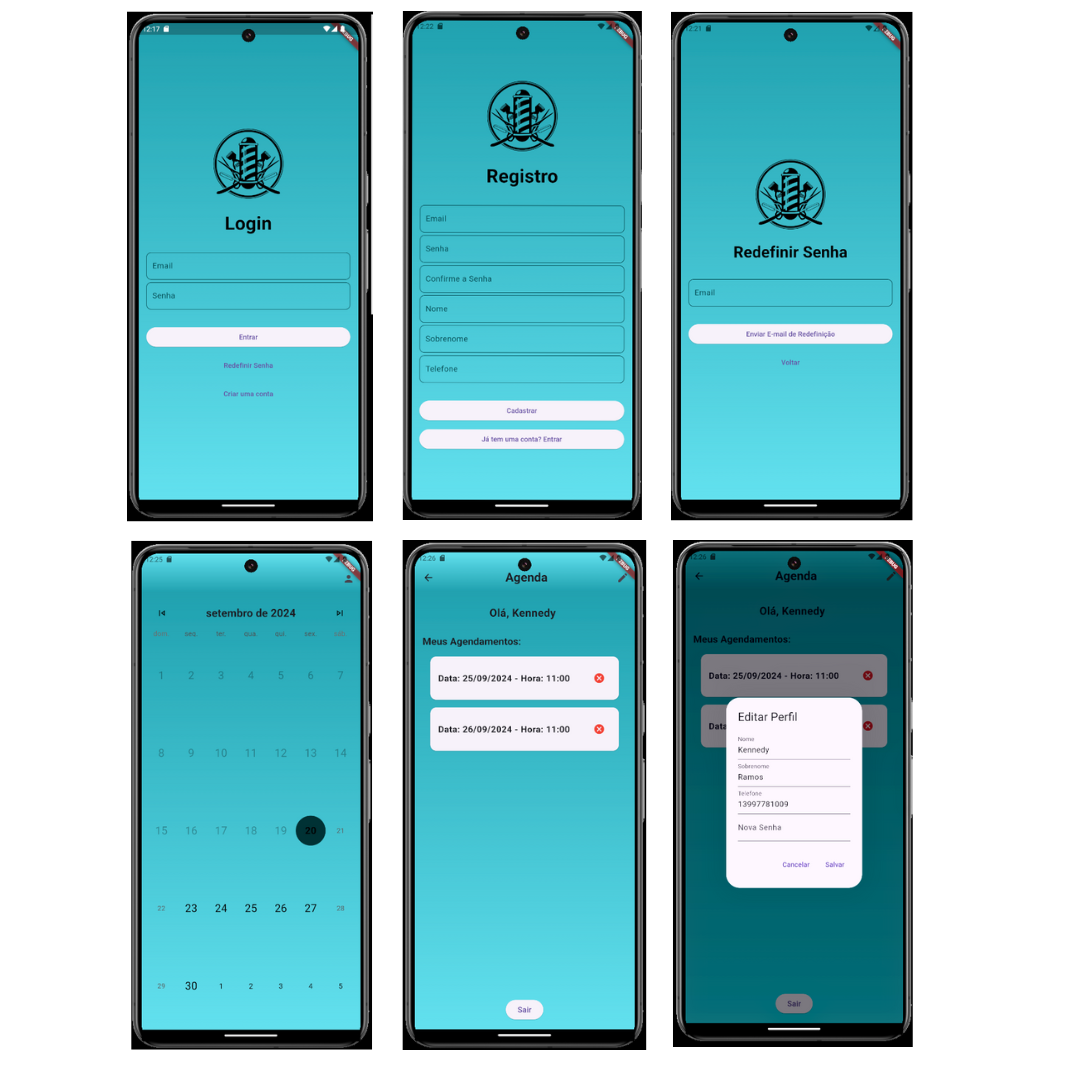 12:17
DEBUG
Login
Email
Senha
Entrar
Redefinir Senha
Criar uma conta
12:22
DEBUG
Registro
Email
Senha
Confirme a Senha
Nome
Sobrenome
Telefone
Cadastrar
Já tem uma conta? Entrar
12:21
DEBUG
Redefinir Senha
Email
Enviar E-mail de Redefinição
Voltar
12:25
DEBUG
setembro de 2024
dom. seg. ter. qua. qui. sex. sáb.
1 2 3 4 5 6 7
8 9 10 11 12 13 14
15 16 17 18 19 20 21
22 23 24 25 26 27 28
29 30 1 2 3 4 5
12:26
DEBUG
Agenda
Olá, Kennedy
Meus Agendamentos:
Data: 25/09/2024 - Hora: 11:00
Data: 26/09/2024 - Hora: 11:00
Sair
12:26
DEBUG
Agenda
Olá, Kennedy
Meus Agendamentos:
Data: 25/09/2024 - Hora: 11:00
Data
Editar Perfil
Nome
Kennedy
Sobrenome
Ramos
Telefone
13997781009
Nova Senha
Cancelar Salvar
Sair